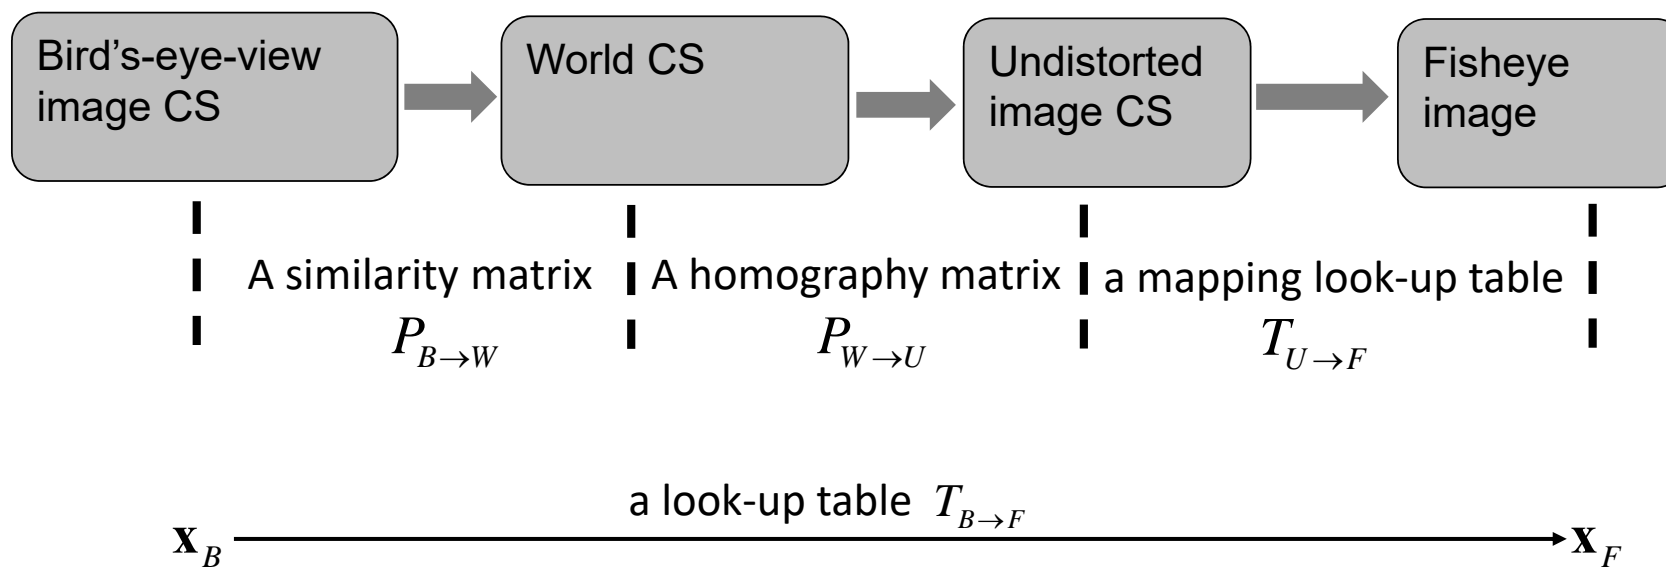 Bird's-eye-view
image CS
World CS
Undistorted
image CS
Fisheye
image
A similarity matrix
P_{B→W}
A homography matrix
P_{W→U}
a mapping look-up table
T_{U→F}
a look-up table T_{B→F}
x_B
x_F